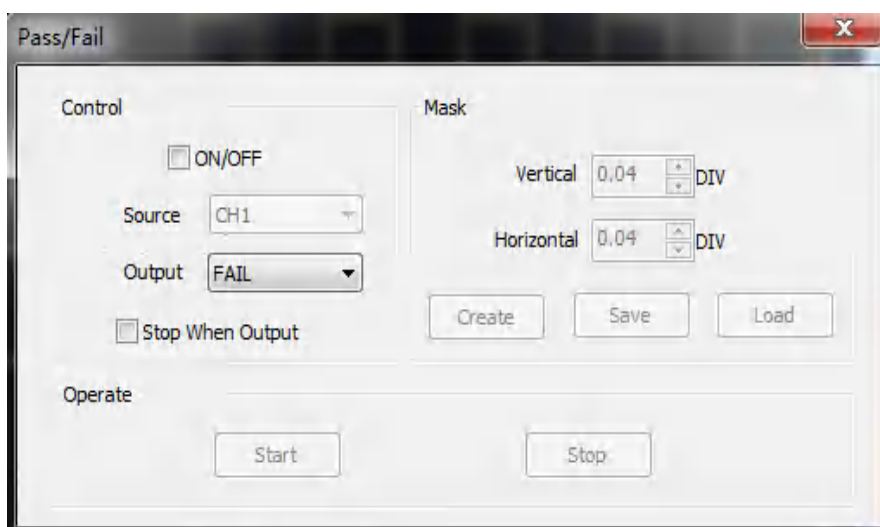 Pass/Fail
Control
ON/OFF
Source CH1
Output FAIL
Stop When Output
Mask
Vertical 0.04 DIV
Horizontal 0.04 DIV
Create Save Load
Operate
Start Stop